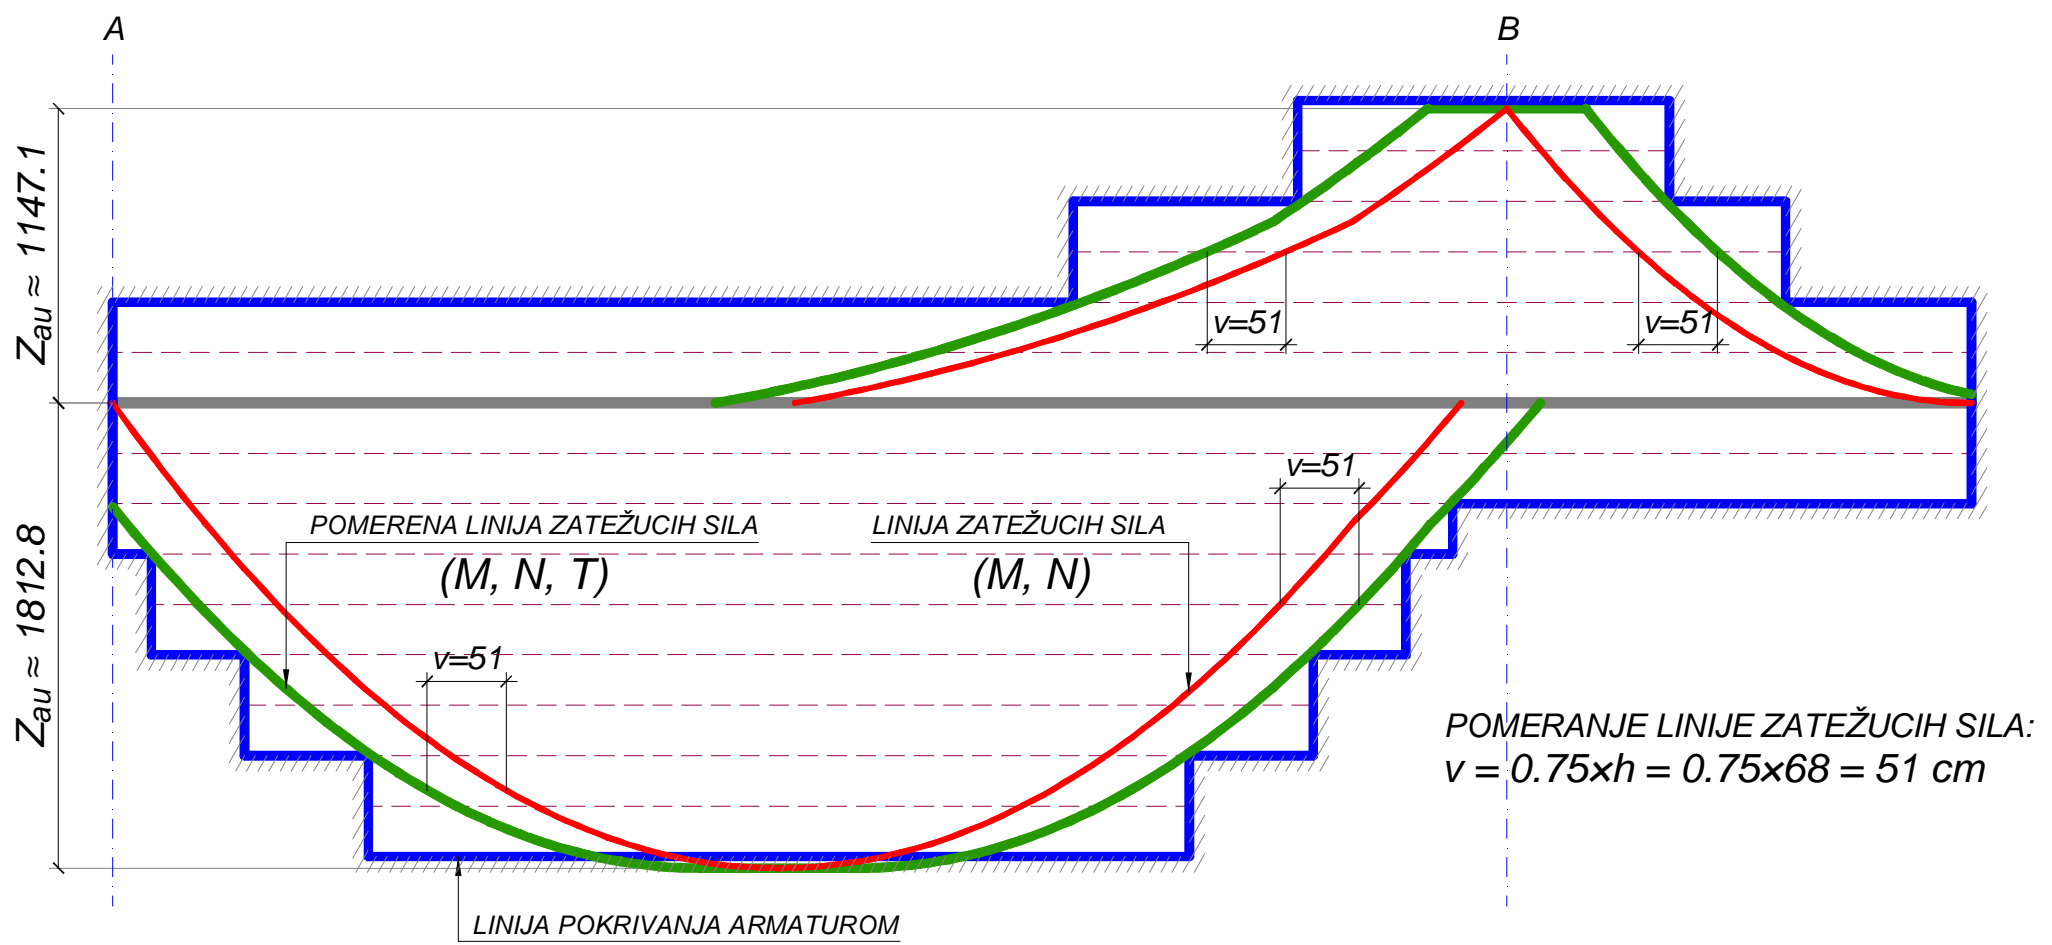 A
B
Zau ≈ 1147.1
v=51
v=51
v=51
POMERENA LINIJA ZATEŽUCIH SILA
(M, N, T)
LINIJA ZATEŽUCIH SILA
(M, N)
Zau ≈ 1812.8
v=51
POMERANJE LINIJE ZATEŽUCIH SILA:
v = 0.75×h = 0.75×68 = 51 cm
LINIJA POKRIVANJA ARMATUROM